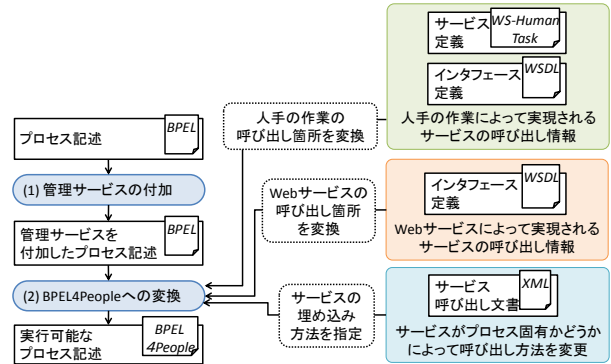 サービス
定義
WS-Human
Task
インタフェース
定義
WSDL
人手の作業によって実現される
サービスの呼び出し情報
人手の作業の
呼び出し箇所を変換
プロセス記述
BPEL
(1) 管理サービスの付加
管理サービスを
付加したプロセス記述
BPEL
(2) BPEL4Peopleへの変換
実行可能な
プロセス記述
BPEL
4People
Webサービスの
呼び出し箇所
を変換
インタフェース
定義
WSDL
Webサービスによって実現される
サービスの呼び出し情報
サービスの
埋め込み
方法を指定
サービス
呼び出し文書
XML
サービスがプロセス固有かどうか
によって呼び出し方法を変更